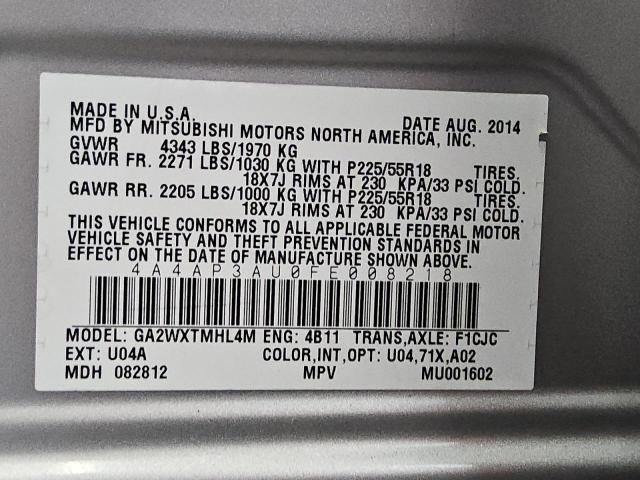 MADE IN U.S.A. DATE AUG. 2014
MFD BY MITSUBISHI MOTORS NORTH AMERICA, INC.
GVWR 4343 LBS/1970 KG
GAWR FR. 2271 LBS/1030 KG WITH P225/55R18 TIRES.
18X7J RIMS AT 230 KPA/33 PSI COLD.
GAWR RR. 2205 LBS/1000 KG WITH P225/55R18 TIRES.
18X7J RIMS AT 230 KPA/33 PSI COLD.
THIS VEHICLE CONFORMS TO ALL APPLICABLE FEDERAL MOTOR
VEHICLE SAFETY AND THEFT PREVENTION STANDARDS IN
EFFECT ON THE DATE OF MANUFACTURE SHOWN ABOVE.
4A4AP3AU0FE008218
MODEL: GA2WXTMHL4M ENG: 4B11 TRANS,AXLE: F1CJC
EXT: U04A COLOR,INT,OPT: U04,71X,A02
MDH 082812 MPV MU001602